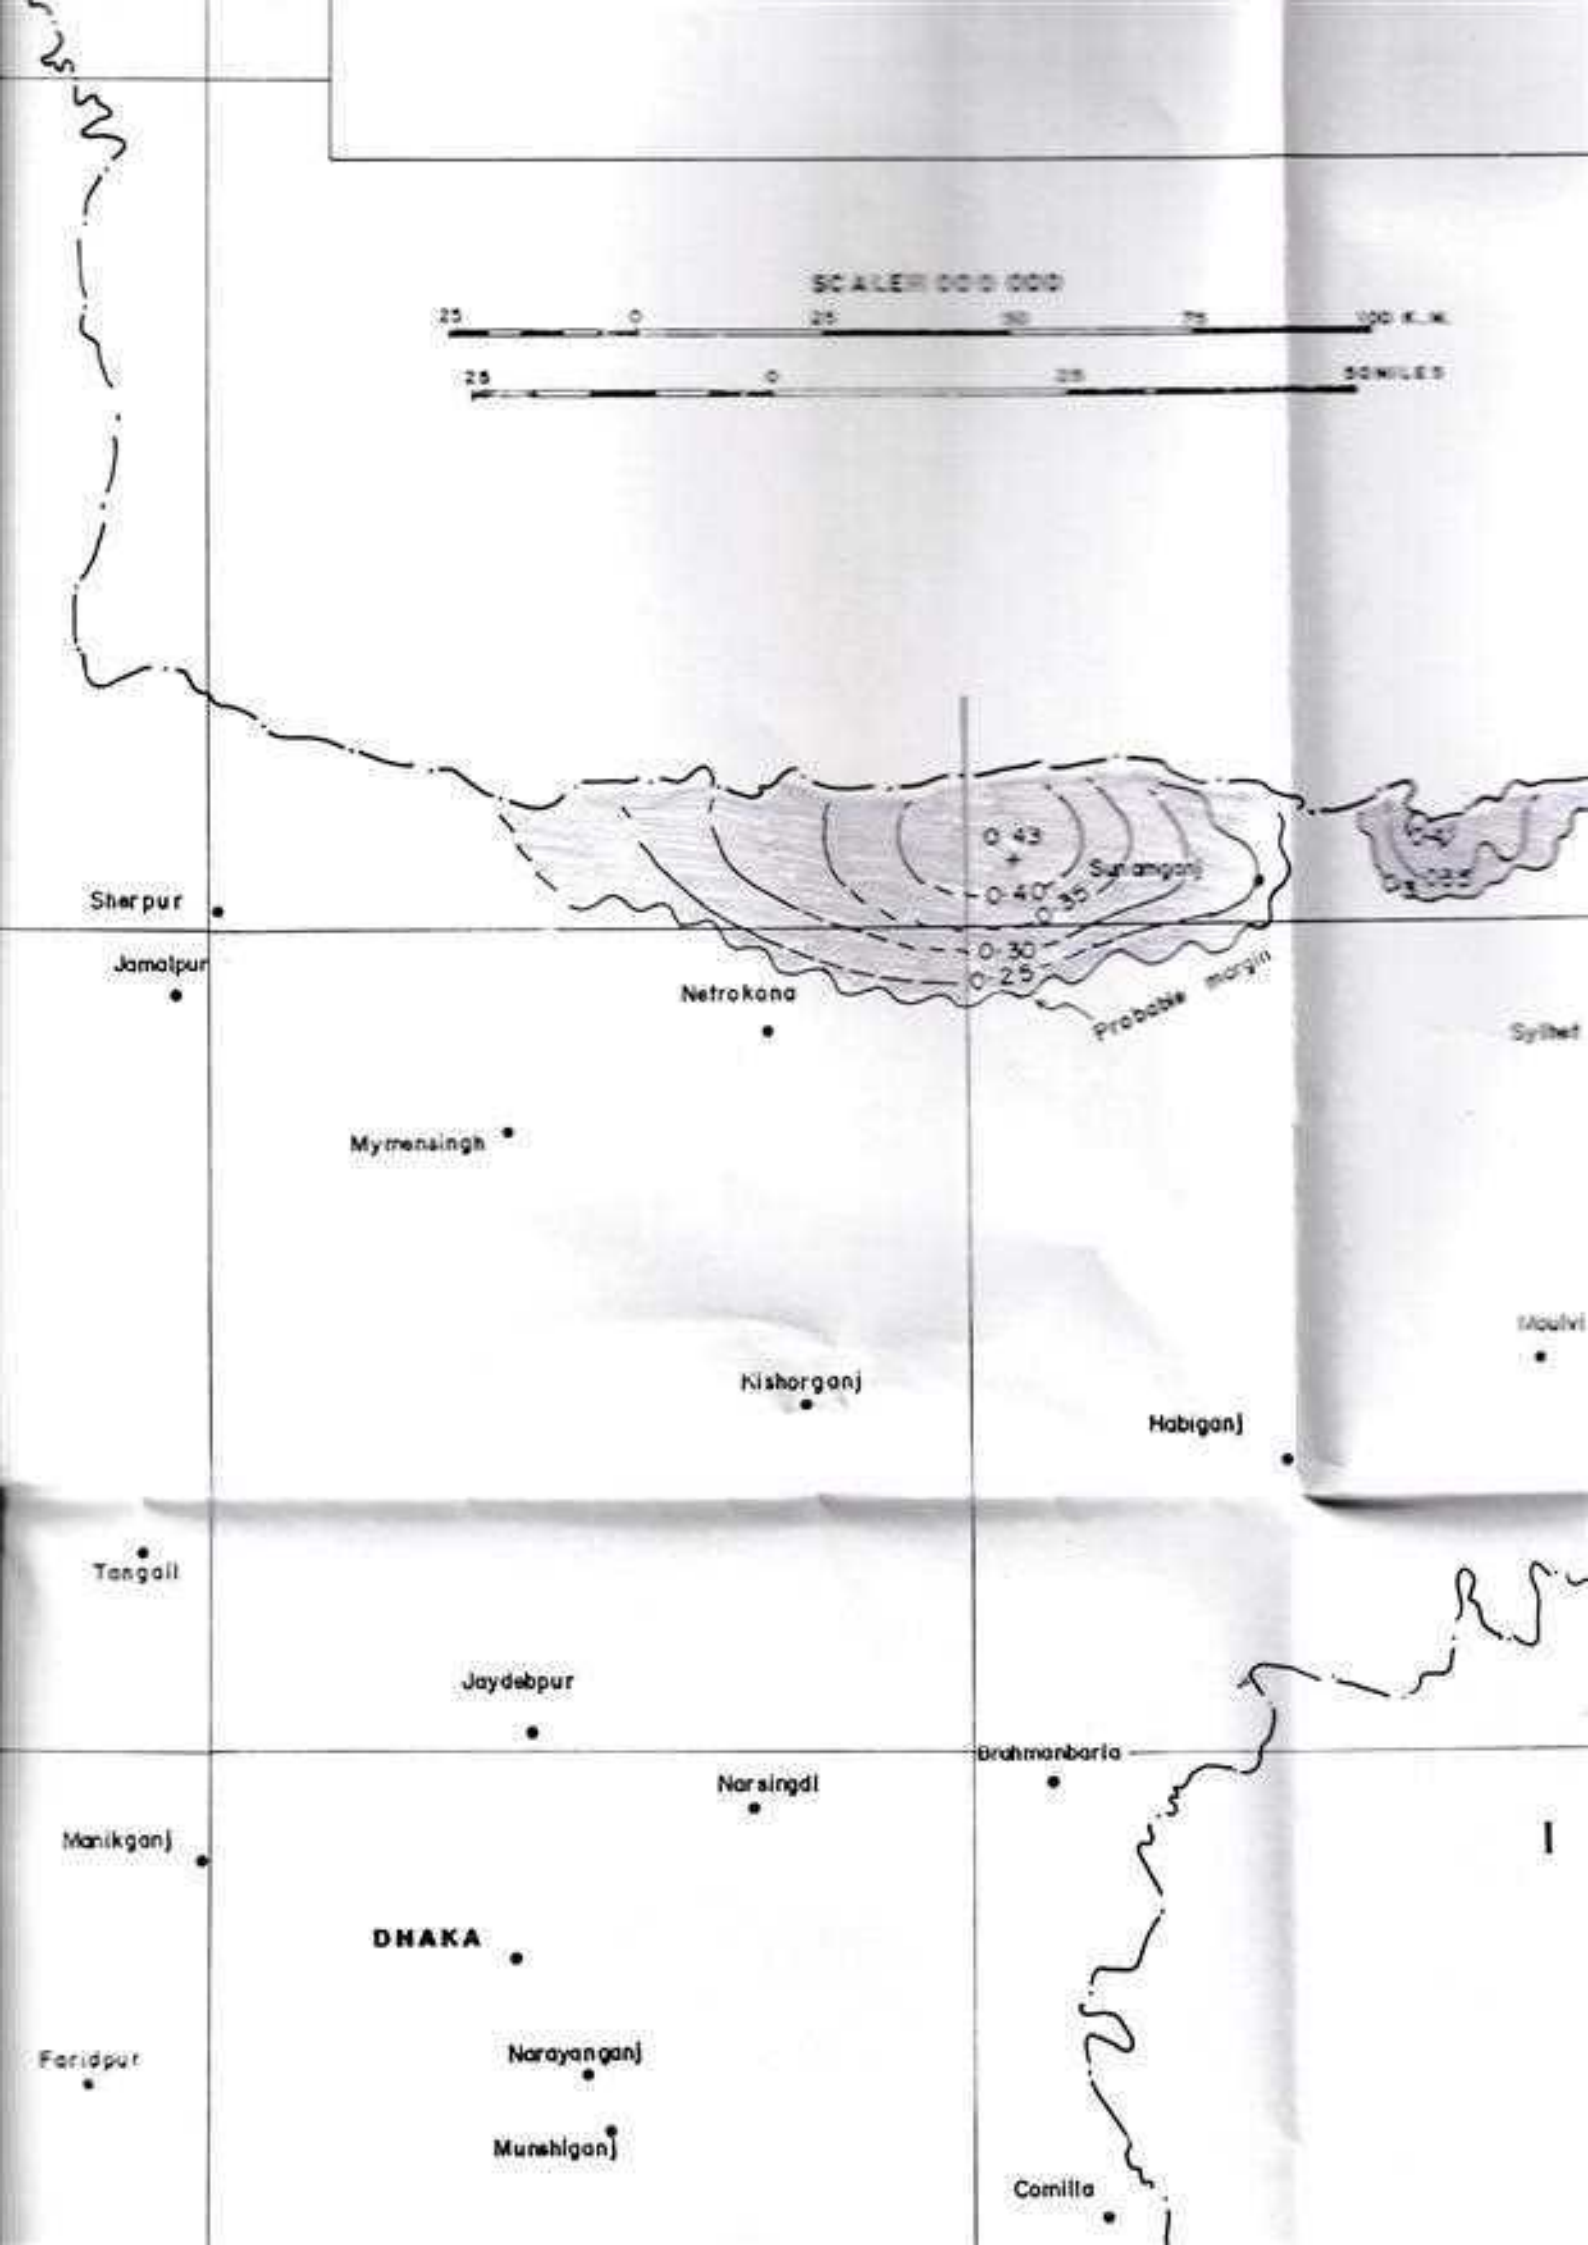 SCALE 000 000
25 0 25 50 75 100 K.M.
25 0 25 50 MILES
0.43
Sunamganj
0.40
0.35
0.30
0.25
Probable margin
Sherpur
Jamalpur
Netrokona
Sylhet
Mymensingh
Moulvi
Kishorganj
Habiganj
Tangail
Jaydebpur
Brahmanbaria
Narsingdi
Manikganj
I
DHAKA
Narayanganj
Faridpur
Munshiganj
Comilla